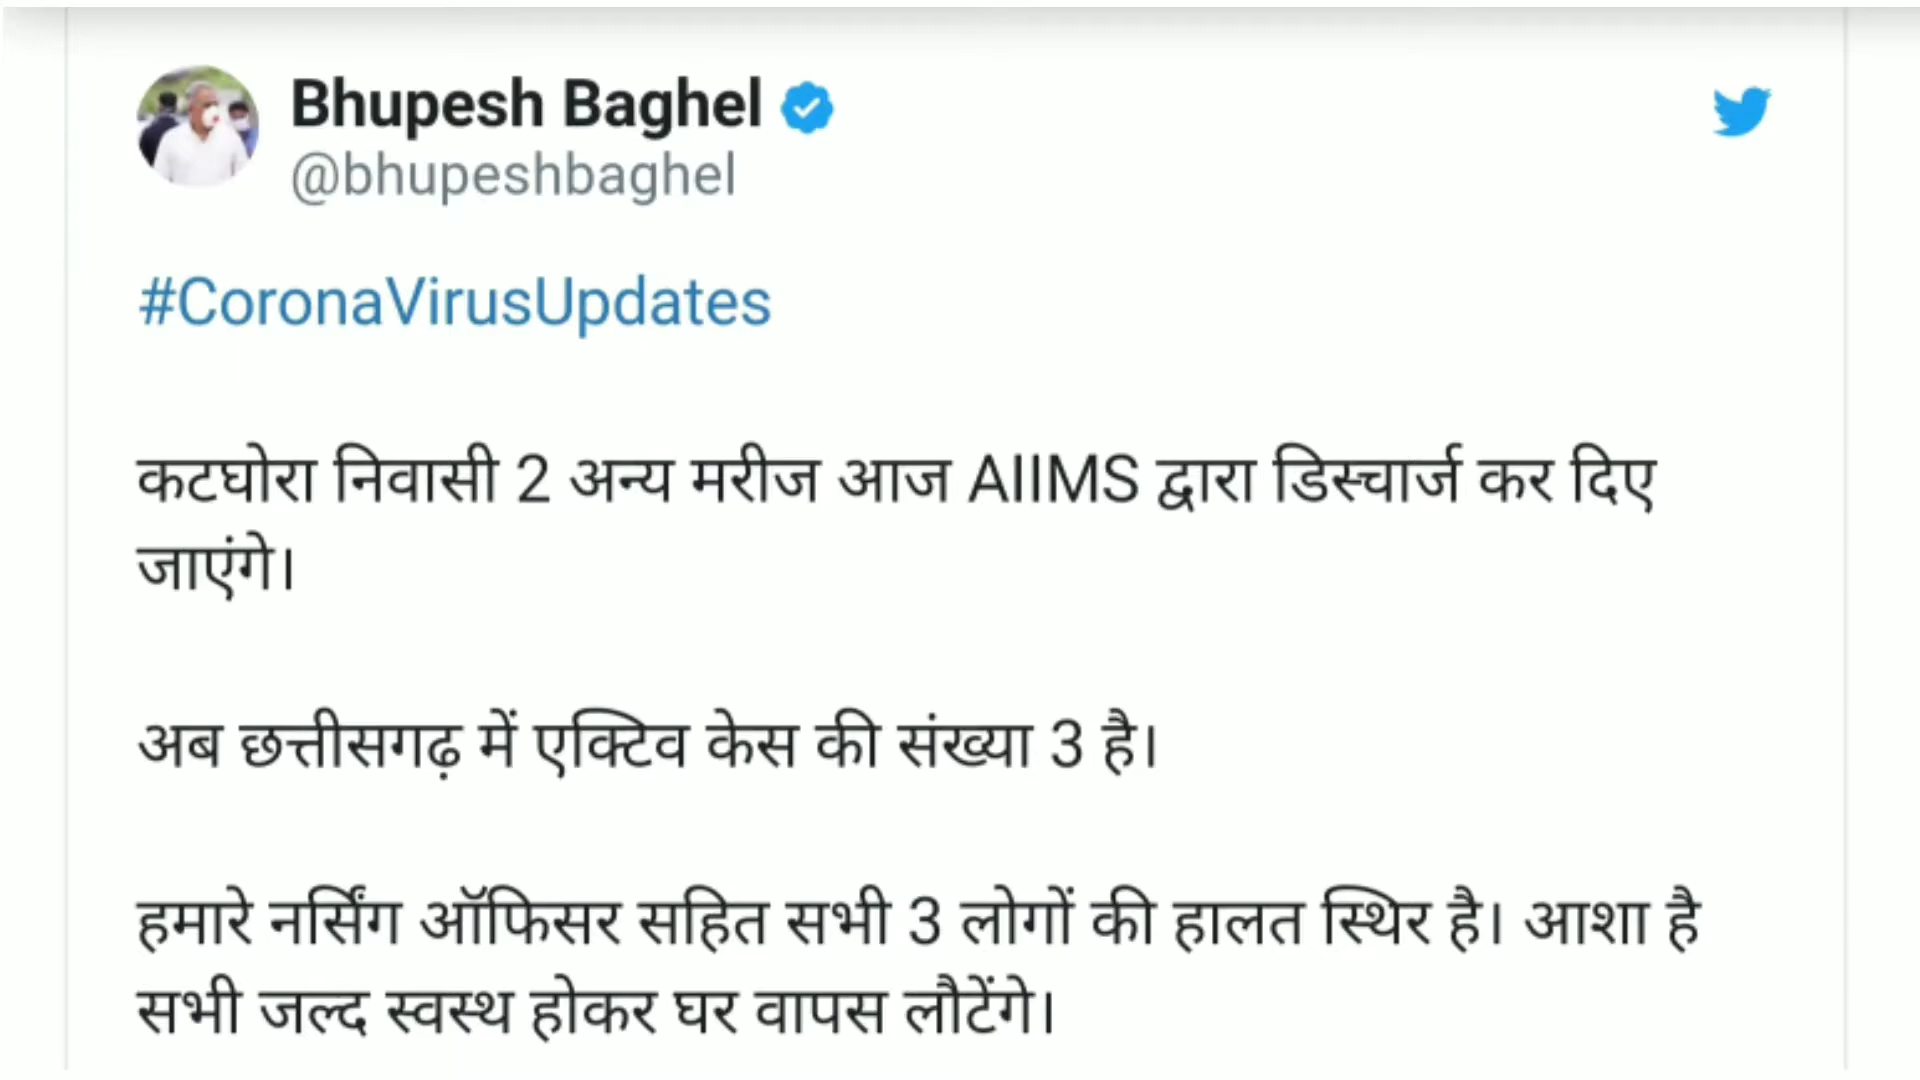 Bhupesh Baghel
@bhupeshbaghel
#CoronaVirusUpdates
कटघोरा निवासी 2 अन्य मरीज आज AIIMS द्वारा डिस्चार्ज कर दिए
जाएंगे।
अब छत्तीसगढ़ में एक्टिव केस की संख्या 3 है।
हमारे नर्सिंग ऑफिसर सहित सभी 3 लोगों की हालत स्थिर है। आशा है
सभी जल्द स्वस्थ होकर घर वापस लौटेंगे।